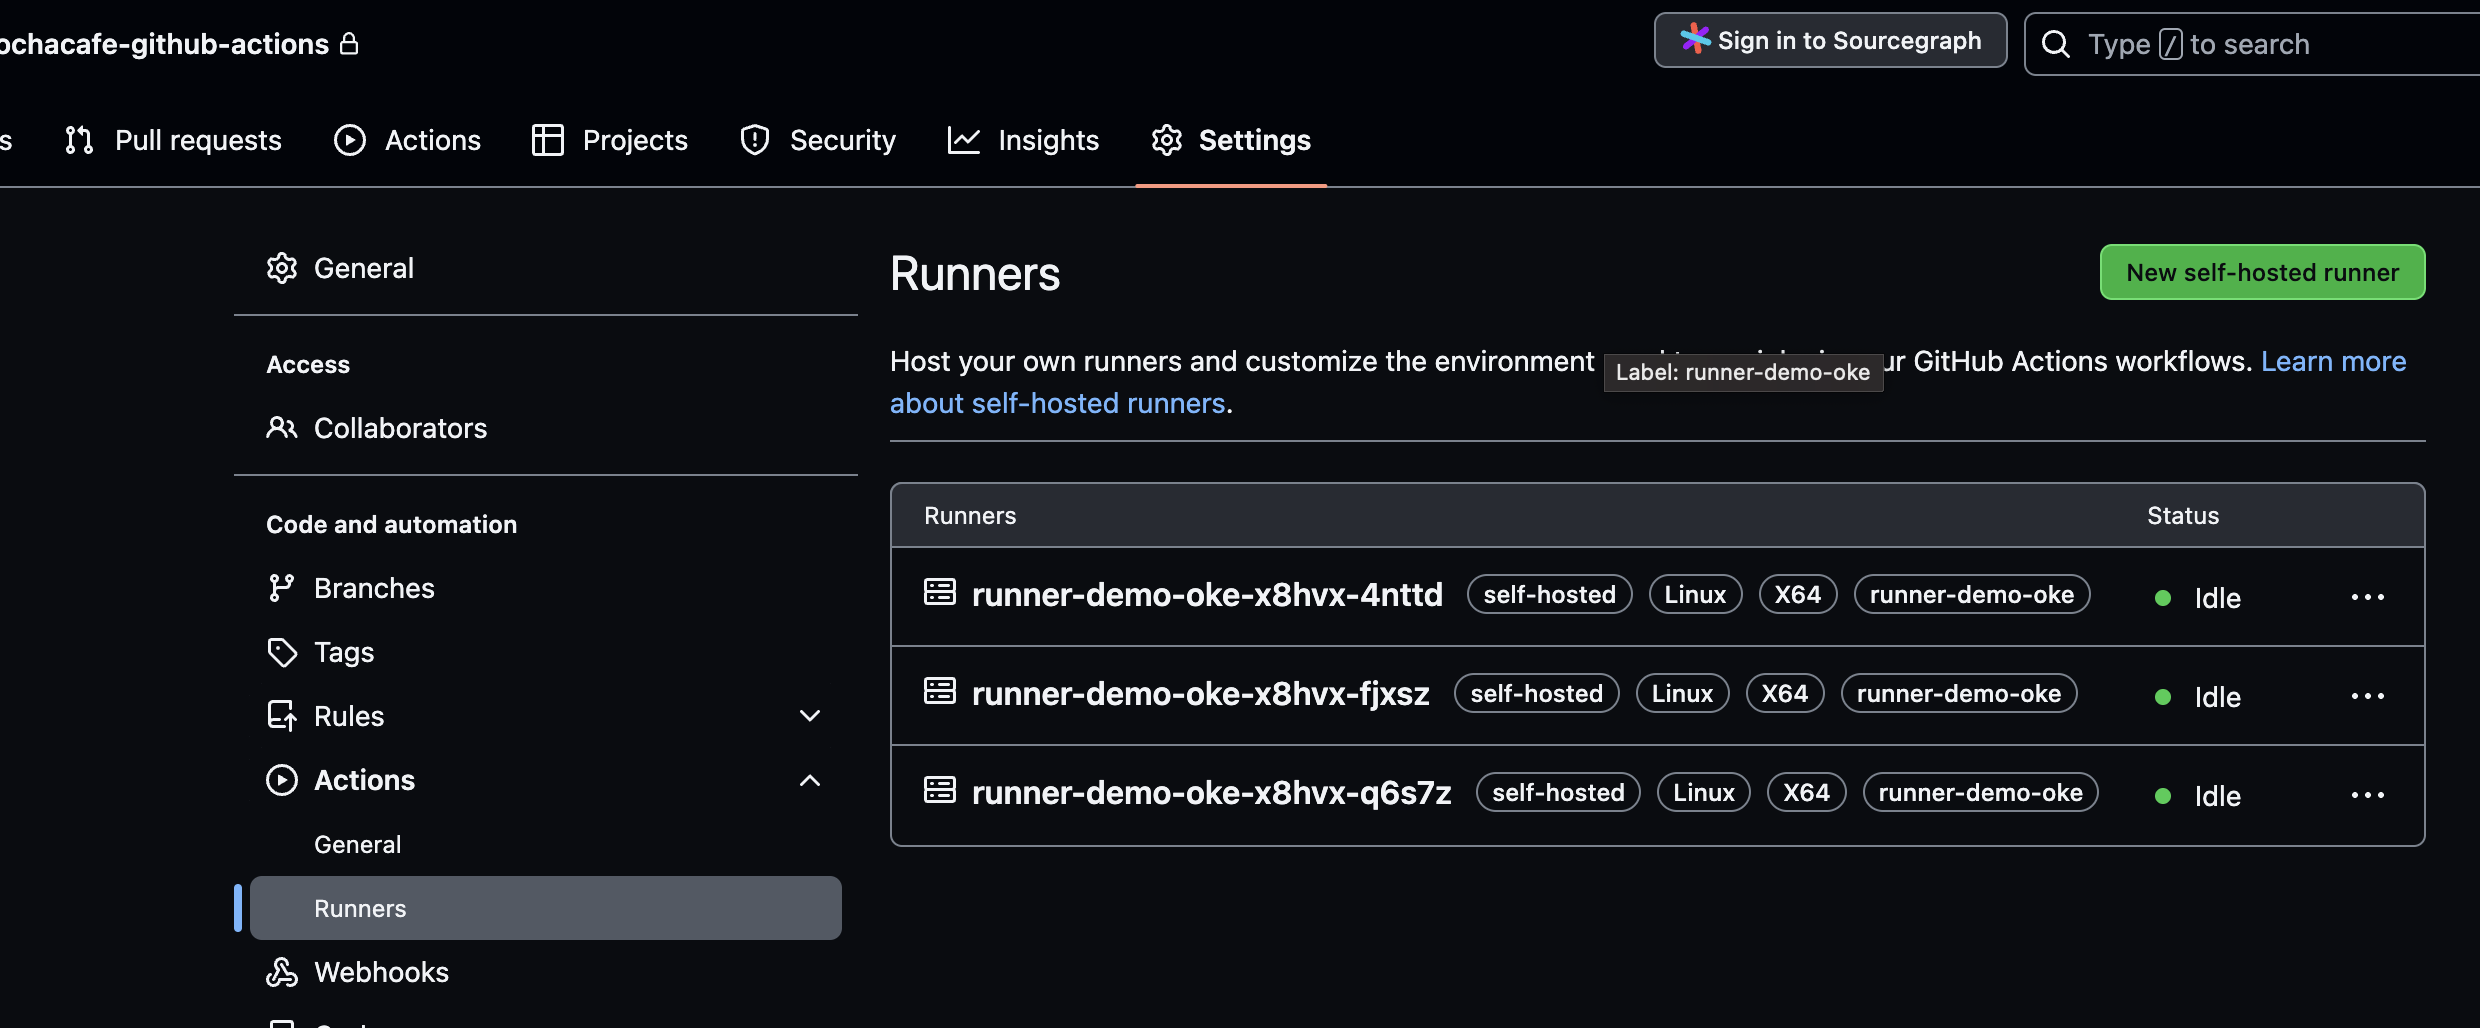 ochacafe-github-actions
Sign in to Sourcegraph
Type / to search
s
Pull requests
Actions
Projects
Security
Insights
Settings
General
Access
Collaborators
Code and automation
Branches
Tags
Rules
Actions
General
Runners
Webhooks
Runners
New self-hosted runner
Host your own runners and customize the environment ur GitHub Actions workflows. Learn more
Label: runner-demo-oke
about self-hosted runners.
Runners Status
runner-demo-oke-x8hvx-4nttd self-hosted Linux X64 runner-demo-oke Idle
runner-demo-oke-x8hvx-fjxsz self-hosted Linux X64 runner-demo-oke Idle
runner-demo-oke-x8hvx-q6s7z self-hosted Linux X64 runner-demo-oke Idle